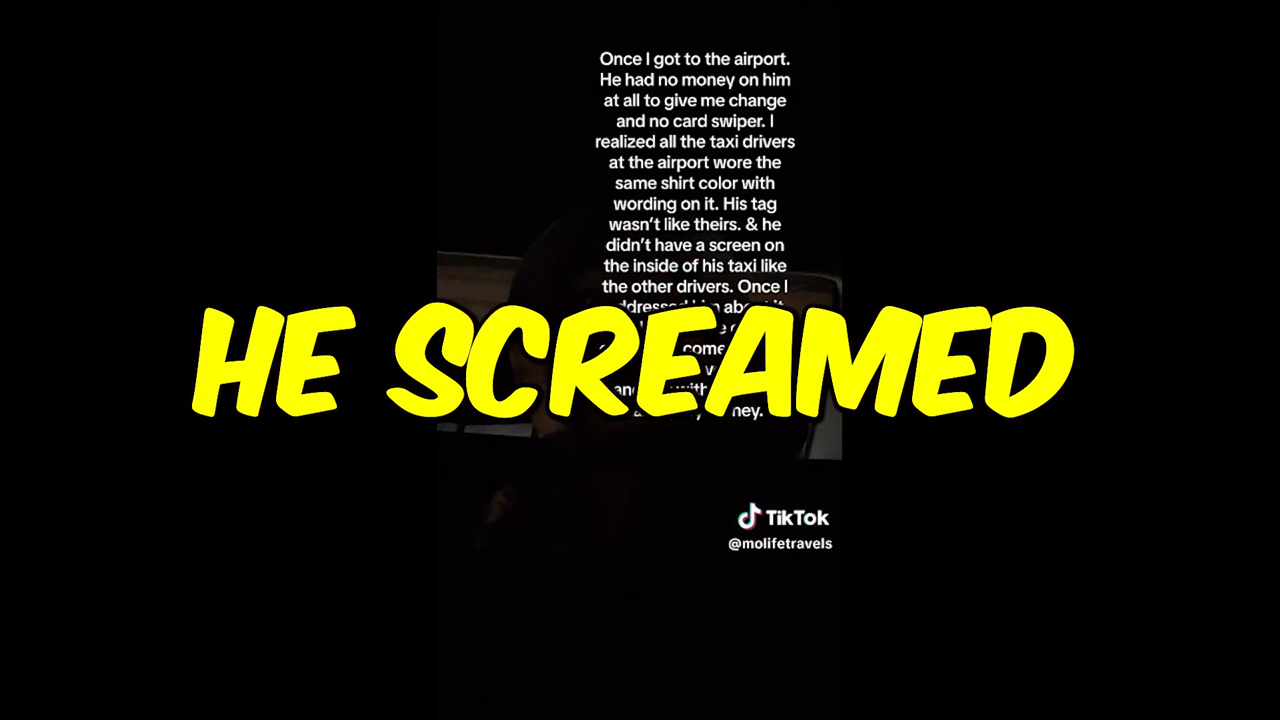 Once I got to the airport.
He had no money on him
at all to give me change
and no card swiper. I
realized all the taxi drivers
at the airport wore the
same shirt color with
wording on it. His tag
wasn't like theirs. & he
didn't have a screen on
the inside of his taxi like
the other drivers. Once I
HE SCREAMED
TikTok
@molifetravels